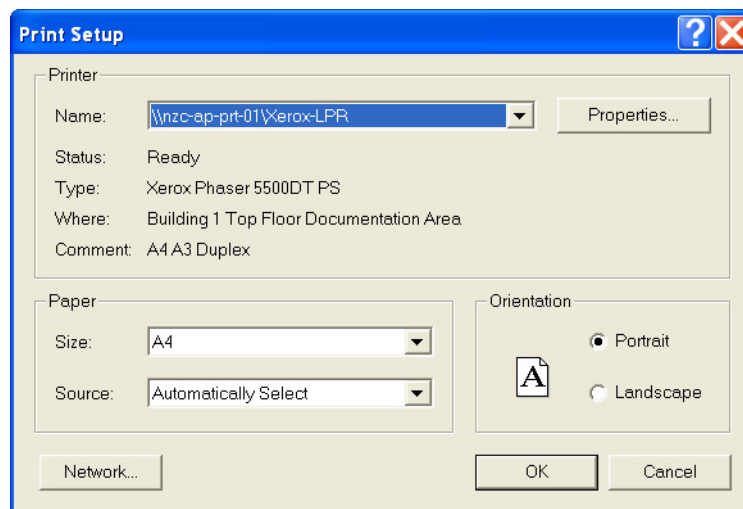 Print Setup
Printer
Name: \\nzc-ap-prt-01\Xerox-LPR Properties...
Status: Ready
Type: Xerox Phaser 5500DT PS
Where: Building 1 Top Floor Documentation Area
Comment: A4 A3 Duplex
Paper
Size: A4
Source: Automatically Select
Orientation
A
Portrait
Landscape
Network... OK Cancel